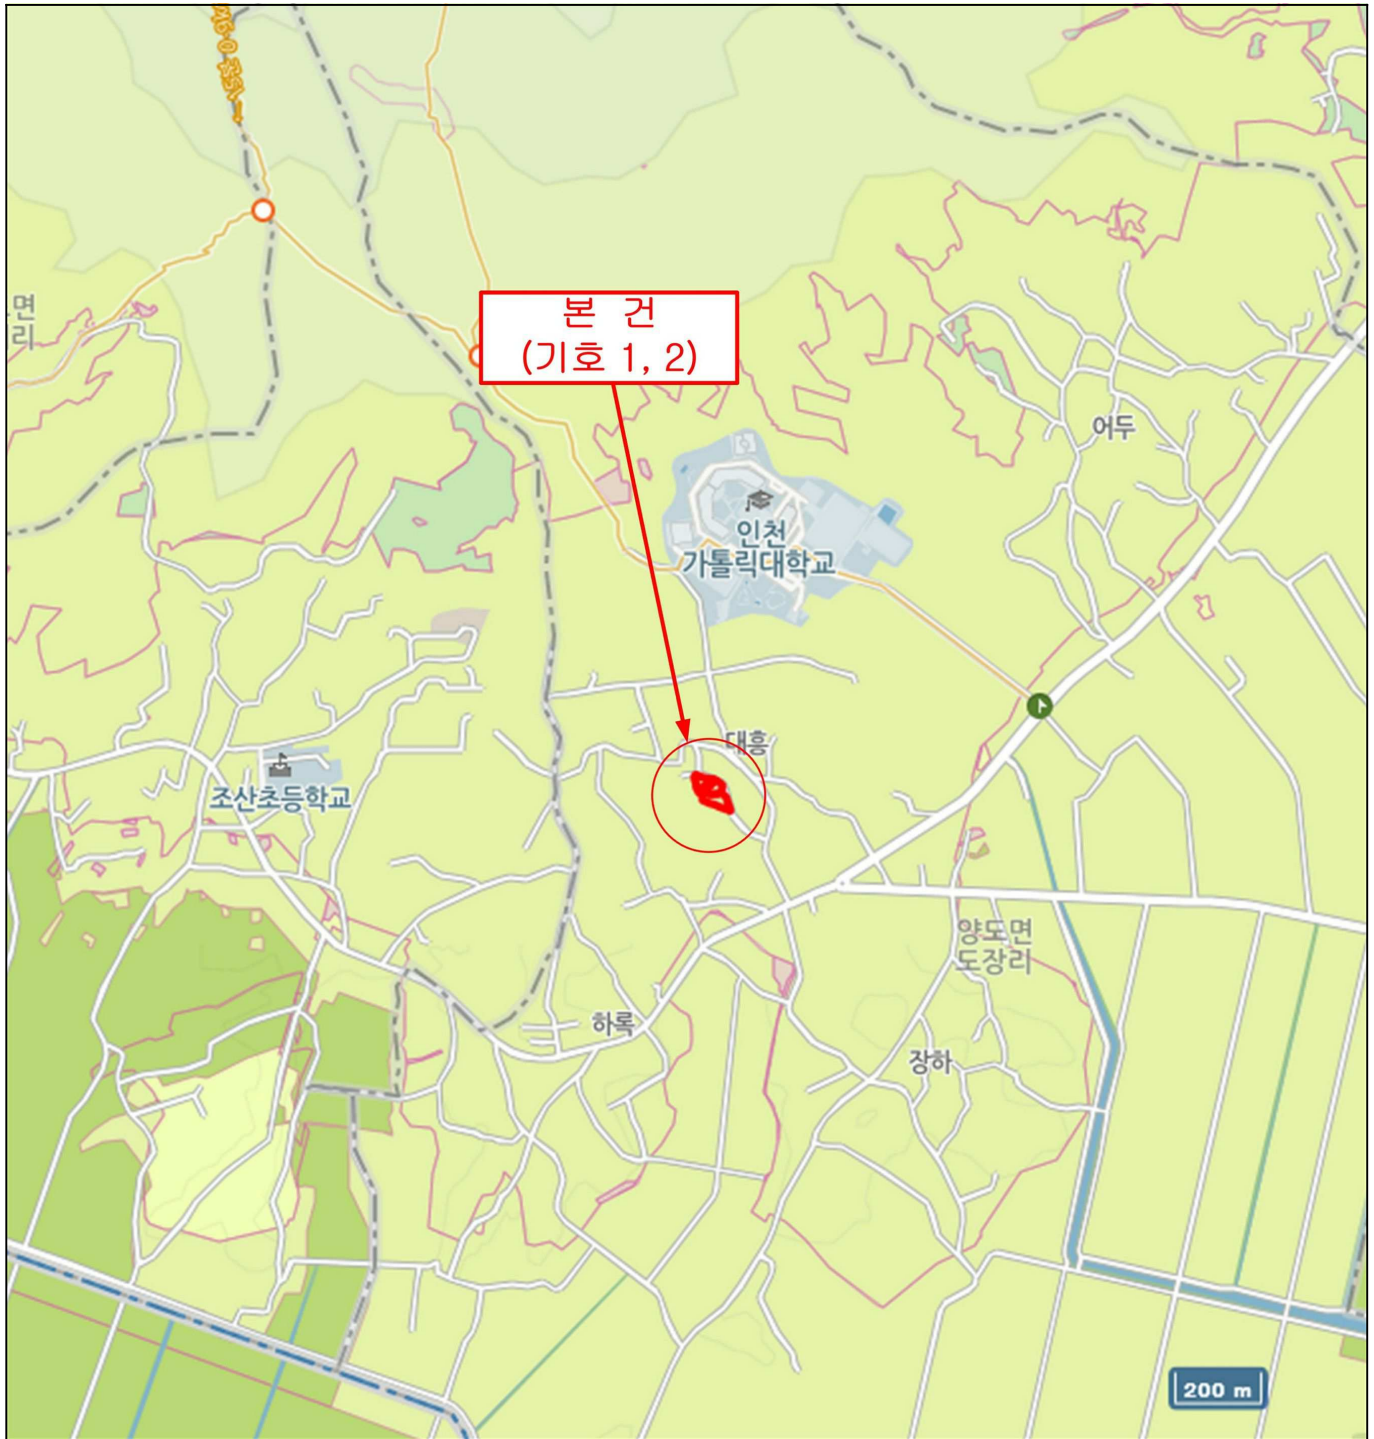 면
리
본 건
(기호 1, 2)
어두
인천
가톨릭대학교
대흥
조산초등학교
양도면
도장리
하록
장하
200 m